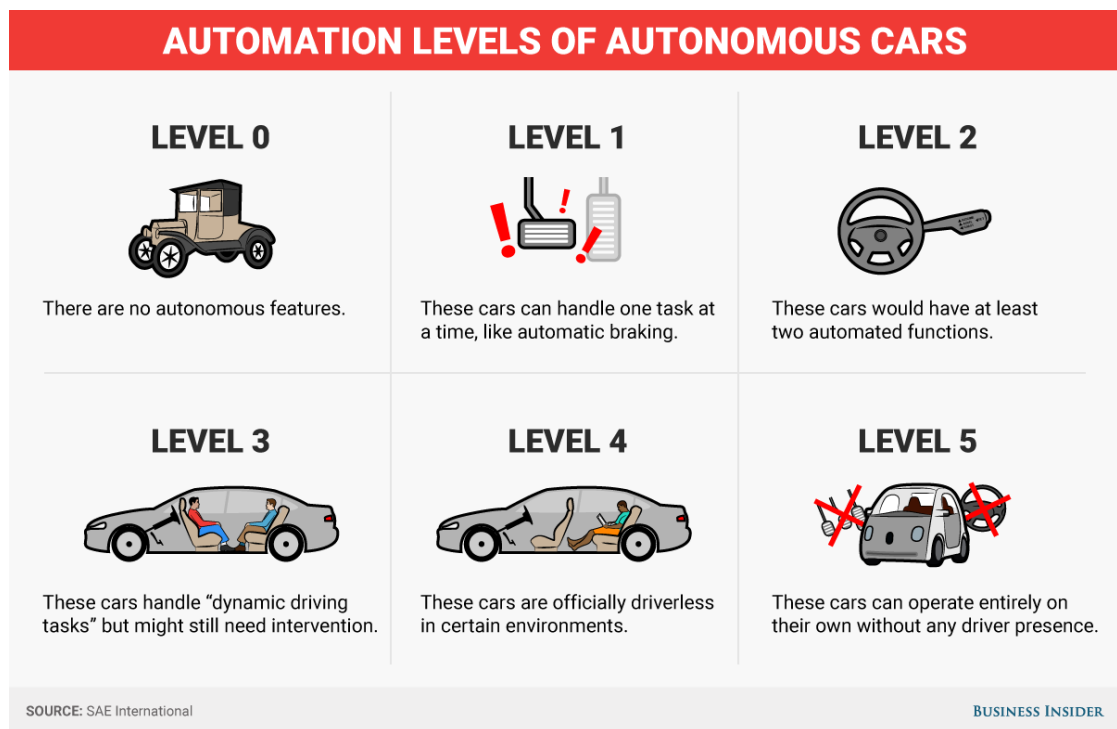 AUTOMATION LEVELS OF AUTONOMOUS CARS
LEVEL 0
There are no autonomous features.
LEVEL 1
These cars can handle one task at
a time, like automatic braking.
LEVEL 2
These cars would have at least
two automated functions.
LEVEL 3
These cars handle “dynamic driving
tasks” but might still need intervention.
LEVEL 4
These cars are officially driverless
in certain environments.
LEVEL 5
These cars can operate entirely on
their own without any driver presence.
SOURCE: SAE International
BUSINESS INSIDER